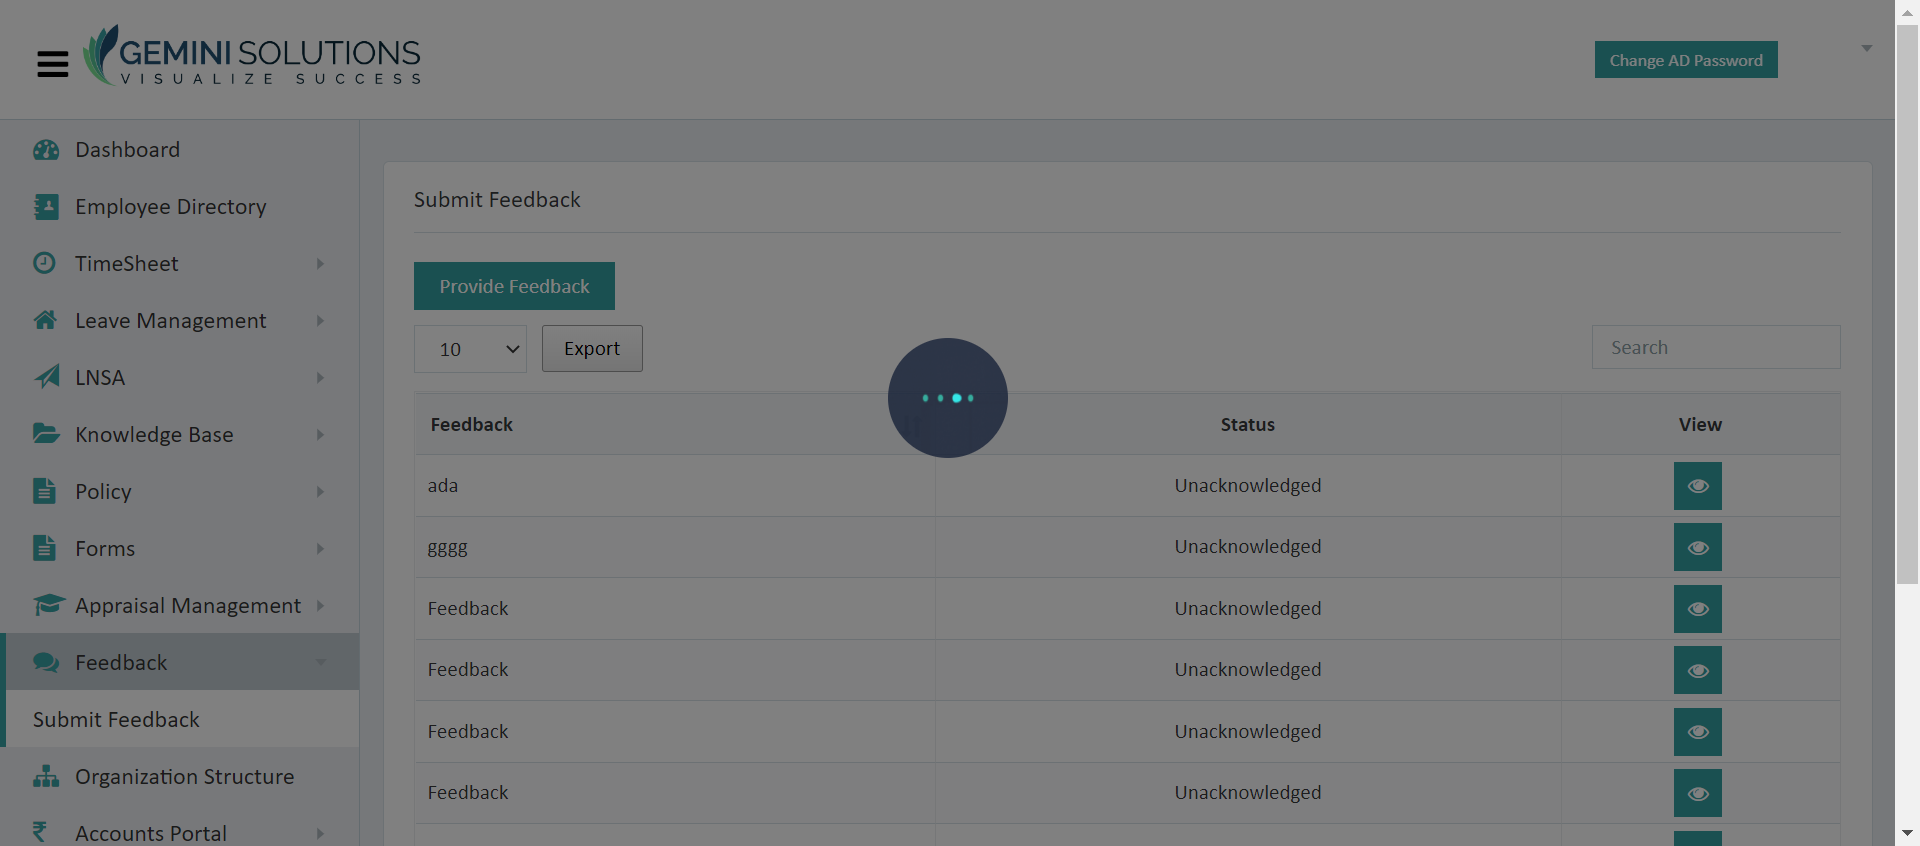 GEMINI SOLUTIONS
VISUALIZE SUCCESS
Change AD Password
Dashboard
Employee Directory
TimeSheet
Leave Management
LNSA
Knowledge Base
Policy
Forms
Appraisal Management
Feedback
Submit Feedback
Organization Structure
Accounts Portal
Submit Feedback
Provide Feedback
10
Export
Search
Feedback Status View
ada Unacknowledged
gggg Unacknowledged
Feedback Unacknowledged
Feedback Unacknowledged
Feedback Unacknowledged
Feedback Unacknowledged